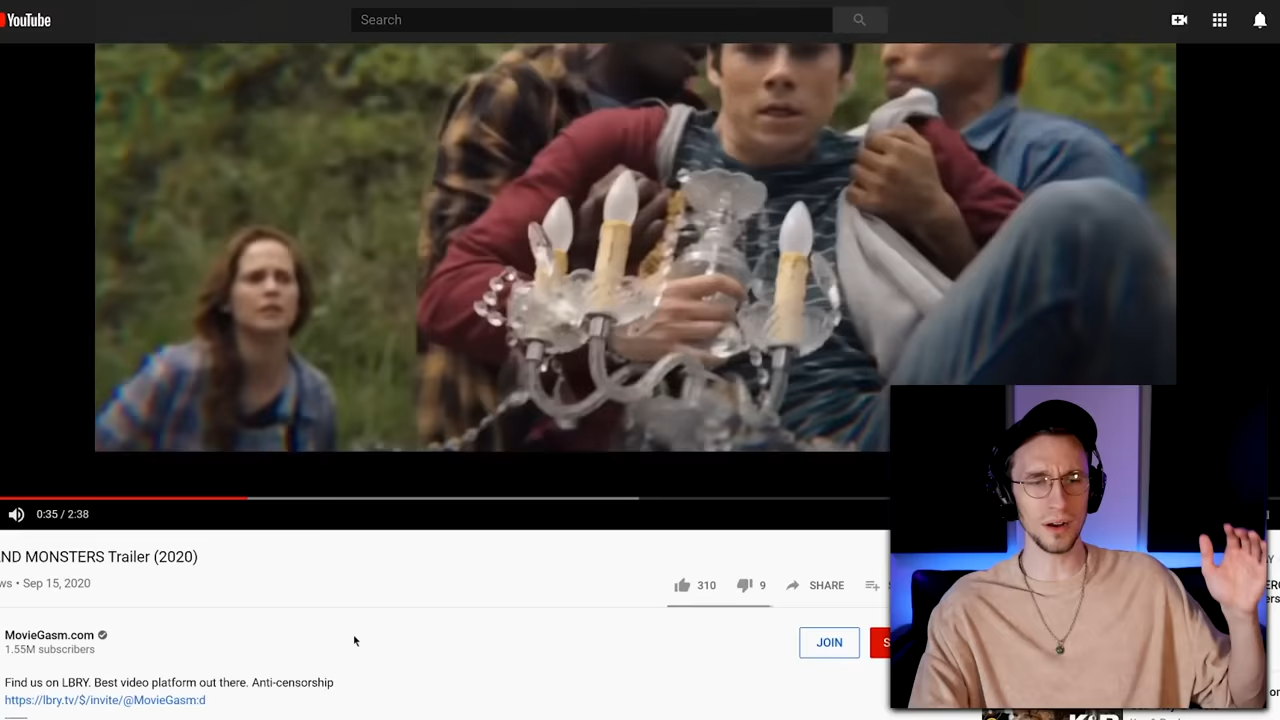 YouTube
Search
0:35 / 2:38
ND MONSTERS Trailer (2020)
ws • Sep 15, 2020
310
9
SHARE
MovieGasm.com
1.55M subscribers
JOIN
S
Find us on LBRY. Best video platform out there. Anti-censorship
https://lbry.tv/$/invite/@MovieGasm:d